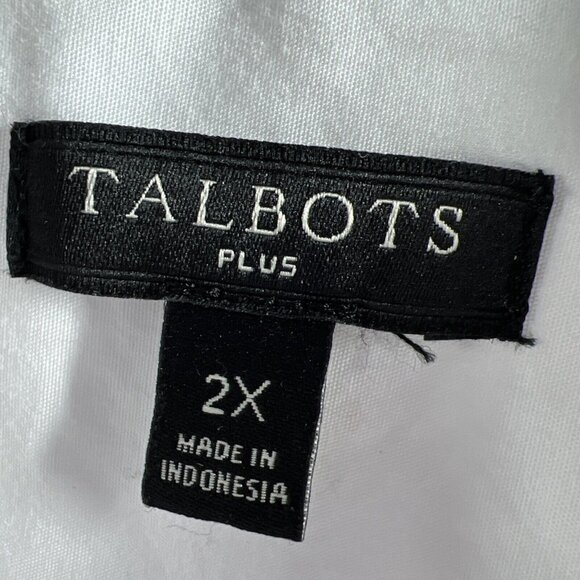 TALBOTS
PLUS
2X
MADE IN
INDONESIA